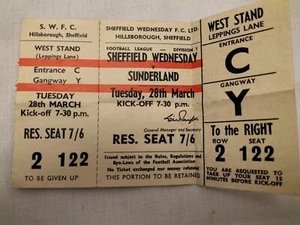 S. W. F. C.
Hillsborough, Sheffield
WEST STAND
(Leppings Lane)
Entrance C
Gangway Y
TUESDAY
28th MARCH
Kick-off 7-30 p.m.
RES. SEAT 7/6
2 122
TO BE GIVEN UP
SHEFFIELD WEDNESDAY F.C. LTD.
HILLSBOROUGH, SHEFFIELD.
FOOTBALL LEAGUE — DIVISION I
SHEFFIELD WEDNESDAY
v
SUNDERLAND
Tuesday, 28th March
KICK-OFF 7-30 p.m.
General Manager and Secretary
RES. SEAT 7/6
Issued subject to the Rules, Regulations and
Bye-Laws of the Football Association.
No Ticket exchanged nor money refunded
THIS PORTION TO BE RETAINED
WEST STAND
LEPPINGS LANE
ENTRANCE
C
GANGWAY
Y
To the RIGHT
ROW SEAT
2 122
YOU ARE REQUESTED TO
TAKE UP YOUR SEAT 15
MINUTES BEFORE KICK-OFF